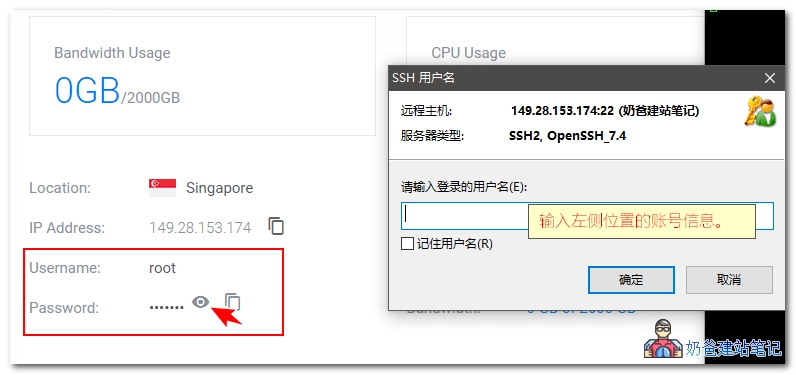 Bandwidth Usage
0GB/2000GB
CPU Usage
Location: Singapore
IP Address: 149.28.153.174
Username: root
Password: •••••••
SSH 用户名
远程主机: 149.28.153.174:22 (奶爸建站笔记)
服务器类型: SSH2, OpenSSH_7.4
请输入登录的用户名(E):
输入左侧位置的账号信息。
记住用户名(R)
确定 取消
奶爸建站笔记